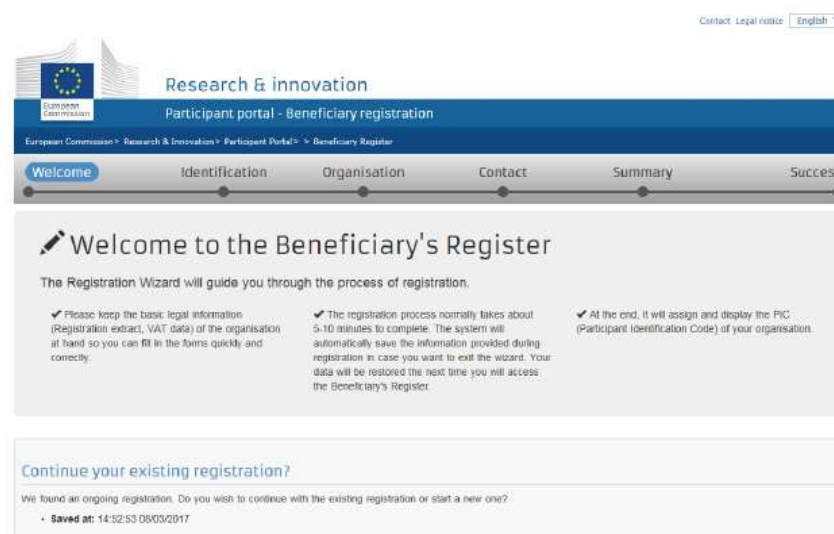 Contact Legal notice English
European
Commission
Research & innovation
Participant portal - Beneficiary registration
European Commission> Research & Innovation> Participant Portal> > Beneficiary Register
Welcome Identification Organisation Contact Summary Succes
Welcome to the Beneficiary's Register
The Registration Wizard will guide you through the process of registration.
✔ Please keep the basic legal information
(Registration extract, VAT data) of the organisation
at hand so you can fill in the forms quickly and
correctly.
✔ The registration process normally takes about
5-10 minutes to complete. The system will
automatically save the information provided during
registration in case you want to exit the wizard. Your
data will be restored the next time you will access
the Beneficiary's Register.
✔ At the end, it will assign and display the PIC
(Participant Identification Code) of your organisation.
Continue your existing registration?
We found an ongoing registration. Do you wish to continue with the existing registration or start a new one?
• Saved at: 14:52:53 08/03/2017